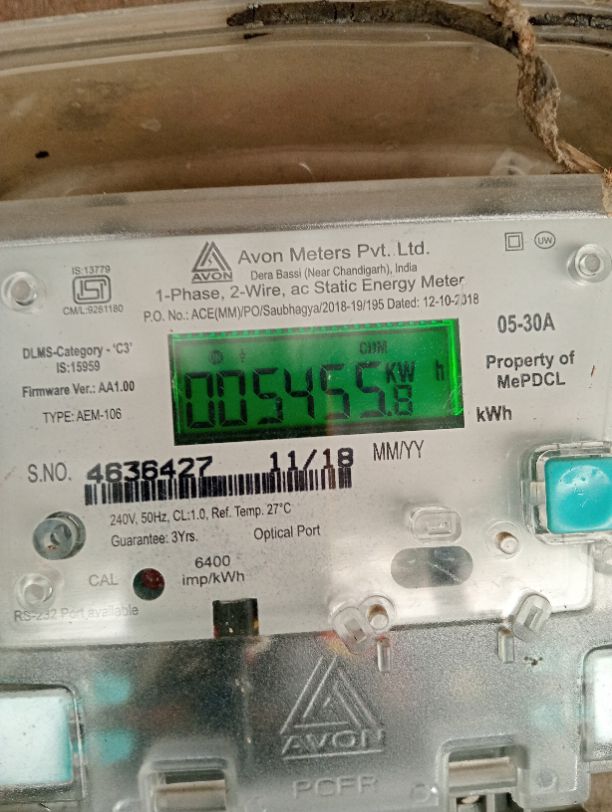 Avon Meters Pvt. Ltd.
AVON
Dera Bassi (Near Chandigarh), India
1-Phase, 2-Wire, ac Static Energy Meter
P.O. No.: ACE(MM)/PO/Saubhagya/2018-19/195 Dated: 12-10-2018
UW
IS:13779
ISI
CM/L:9261180
DLMS-Category - 'C3'
IS:15959
Firmware Ver.: AA1.00
TYPE: AEM-106
CUM
005455.8 KW h
05-30A
Property of
MePDCL
kWh
S.NO. 4636427 11/18 MM/YY
240V, 50Hz, CL:1.0, Ref. Temp. 27°C
Guarantee: 3Yrs. Optical Port
CAL
6400
imp/kWh
RS-232 Port available
AVON